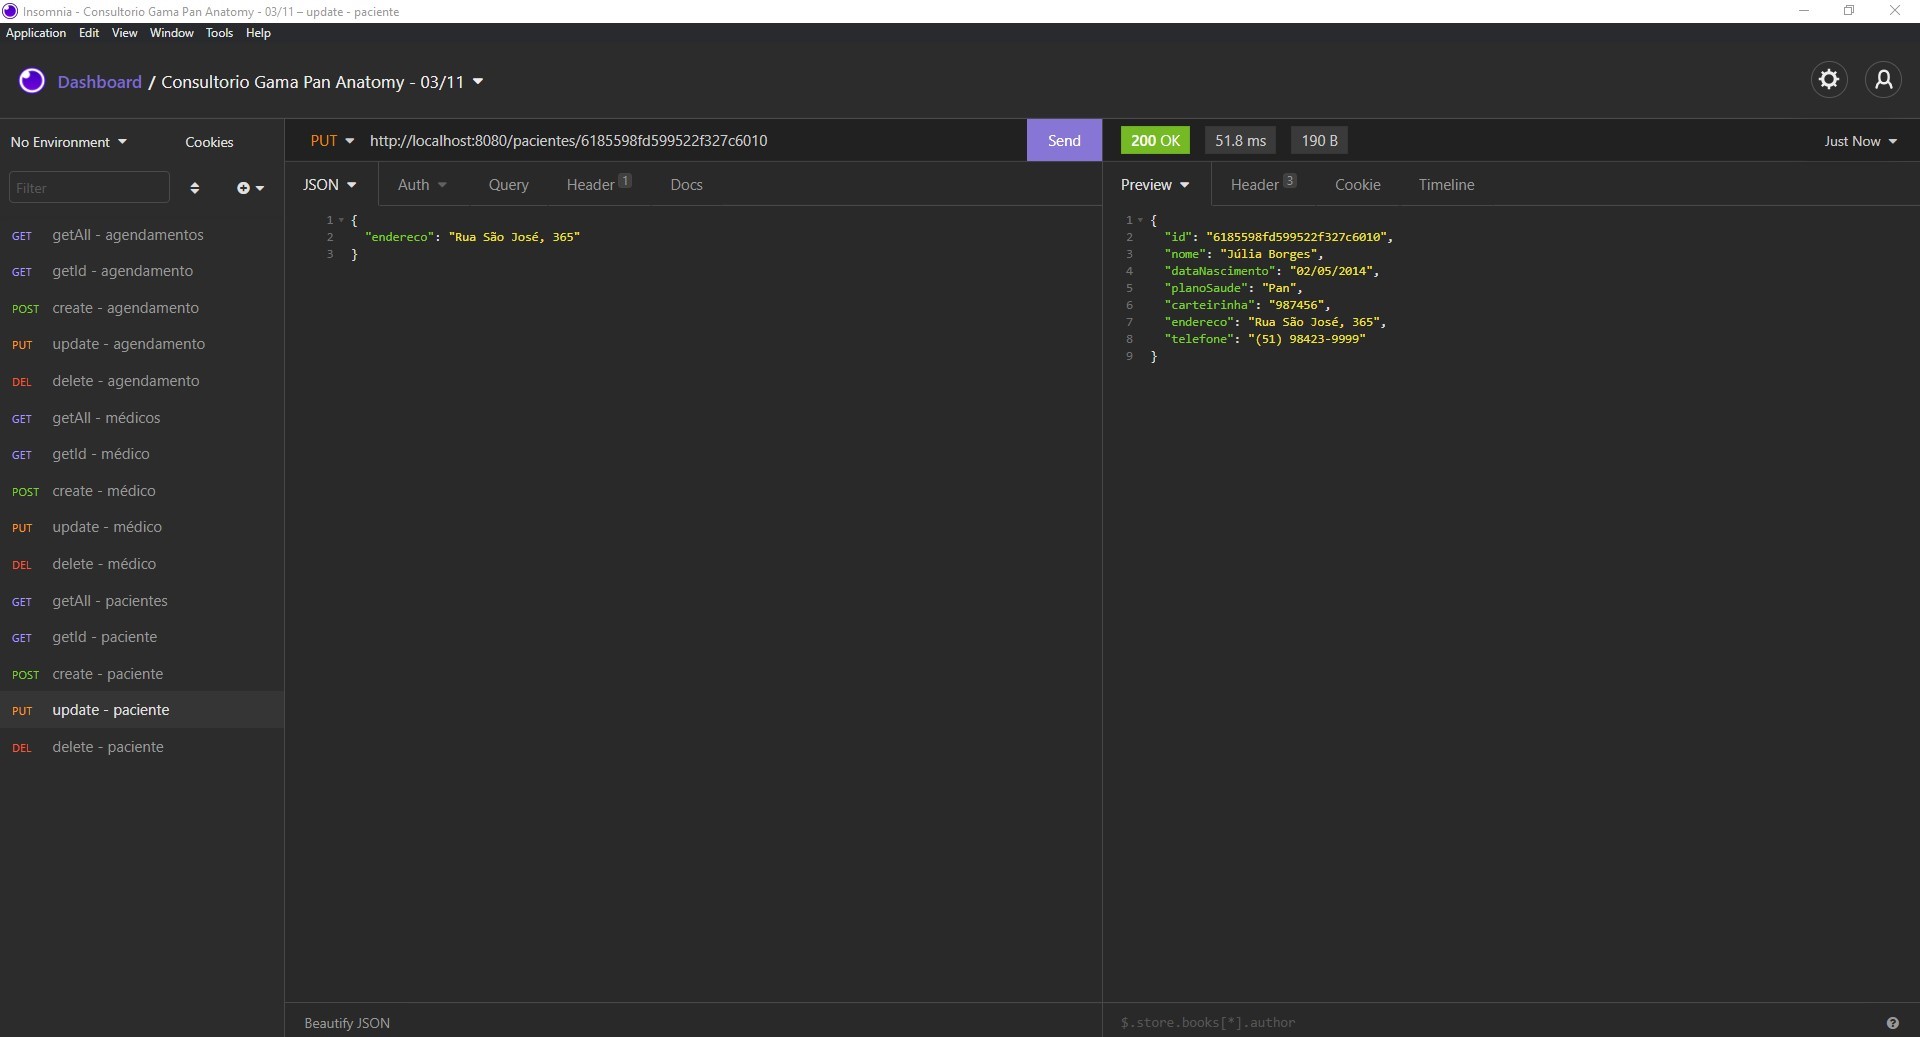 Insomnia - Consultorio Gama Pan Anatomy - 03/11 – update - paciente
Application Edit View Window Tools Help
Dashboard / Consultorio Gama Pan Anatomy - 03/11
No Environment Cookies
Filter
GET getAll - agendamentos
GET getId - agendamento
POST create - agendamento
PUT update - agendamento
DEL delete - agendamento
GET getAll - médicos
GET getId - médico
POST create - médico
PUT update - médico
DEL delete - médico
GET getAll - pacientes
GET getId - paciente
POST create - paciente
PUT update - paciente
DEL delete - paciente
PUT http://localhost:8080/pacientes/6185598fd599522f327c6010 Send
JSON Auth Query Header 1 Docs
1 {
2 "endereco": "Rua São José, 365"
3 }
Beautify JSON
200 OK 51.8 ms 190 B Just Now
Preview Header 3 Cookie Timeline
1 {
2 "id": "6185598fd599522f327c6010",
3 "nome": "Júlia Borges",
4 "dataNascimento": "02/05/2014",
5 "planoSaude": "Pan",
6 "carteirinha": "987456",
7 "endereco": "Rua São José, 365",
8 "telefone": "(51) 98423-9999"
9 }
$.store.books[*].author